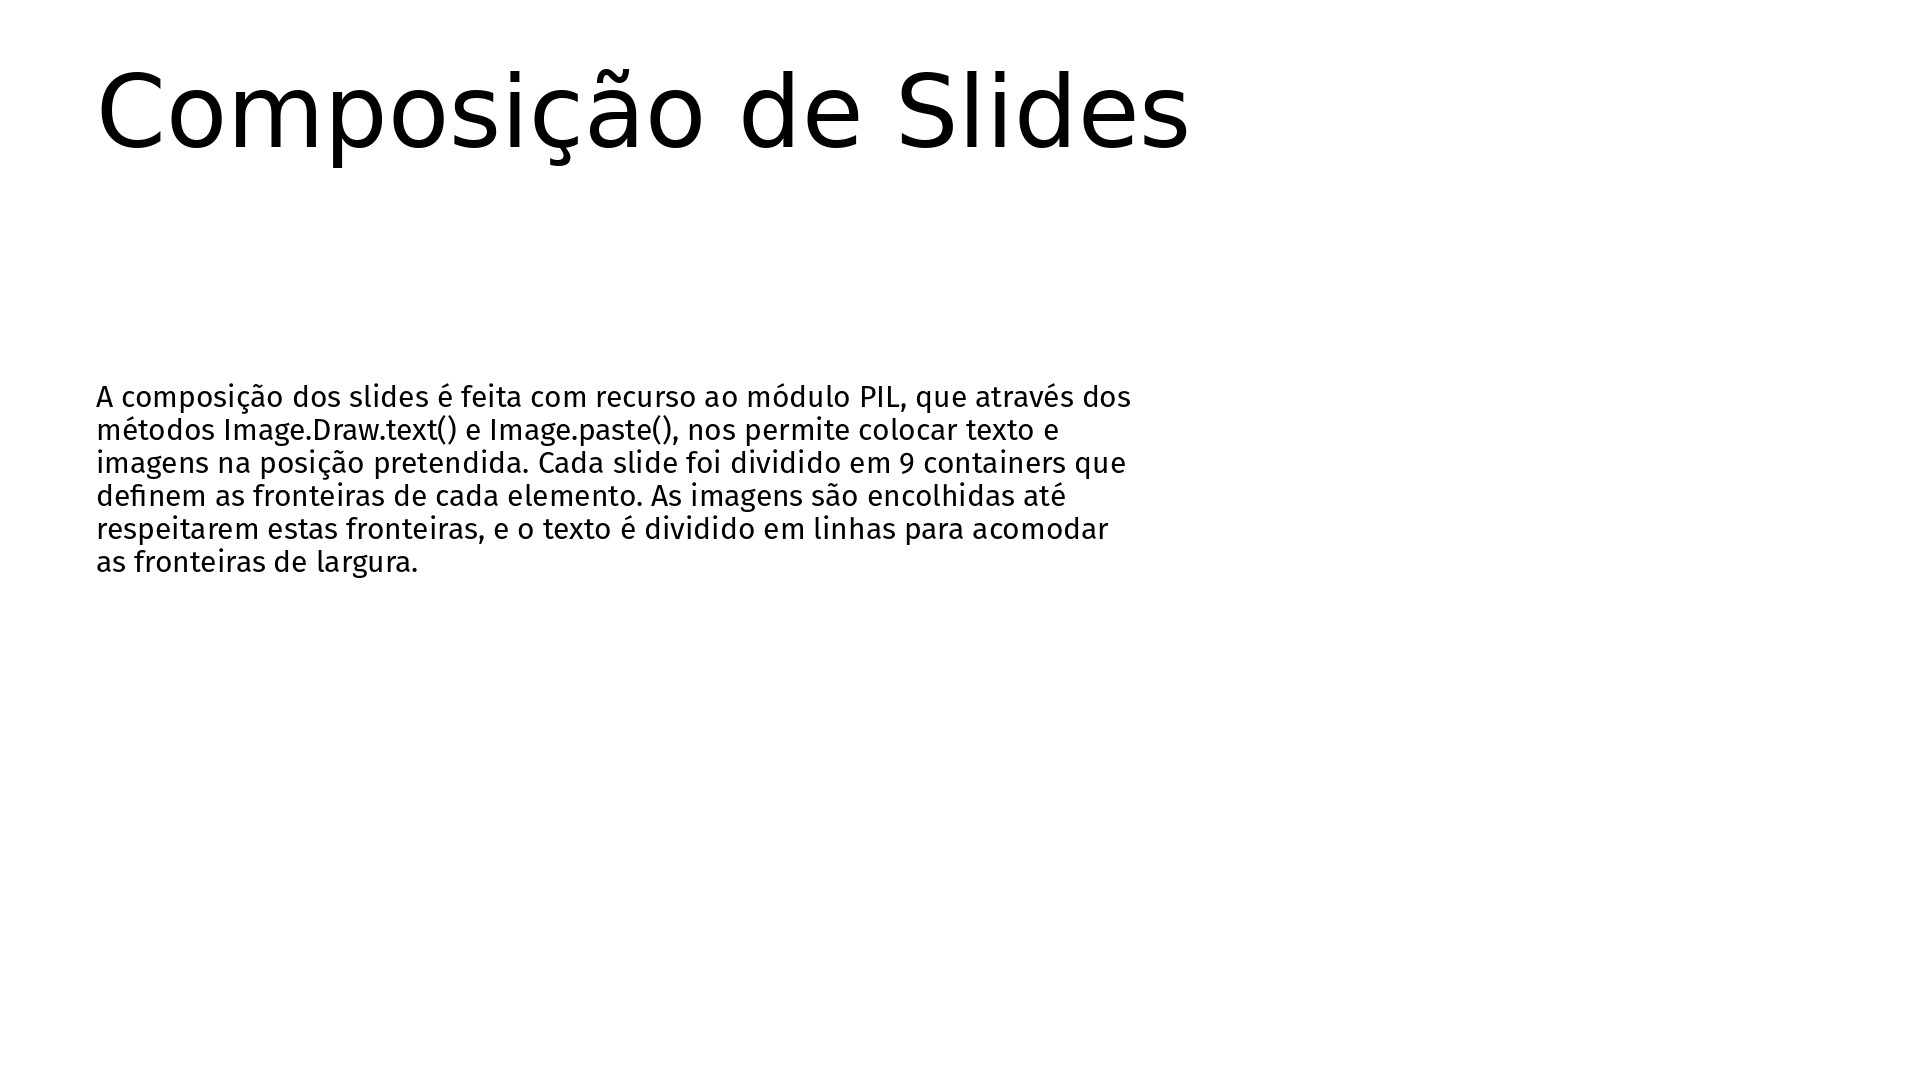 Composição de Slides
A composição dos slides é feita com recurso ao módulo PIL, que através dos
métodos Image.Draw.text() e Image.paste(), nos permite colocar texto e
imagens na posição pretendida. Cada slide foi dividido em 9 containers que
definem as fronteiras de cada elemento. As imagens são encolhidas até
respeitarem estas fronteiras, e o texto é dividido em linhas para acomodar
as fronteiras de largura.